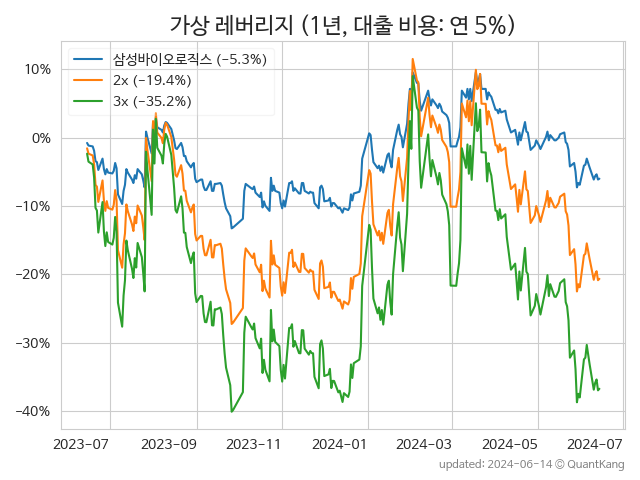 가상 레버리지 (1년, 대출 비용: 연 5%)
삼성바이오로직스 (−5.3%)
2x (−19.4%)
3x (−35.2%)
10%
0%
−10%
−20%
−30%
−40%
2023-07
2023-09
2023-11
2024-01
2024-03
2024-05
2024-07
updated: 2024-06-14 © QuantKang